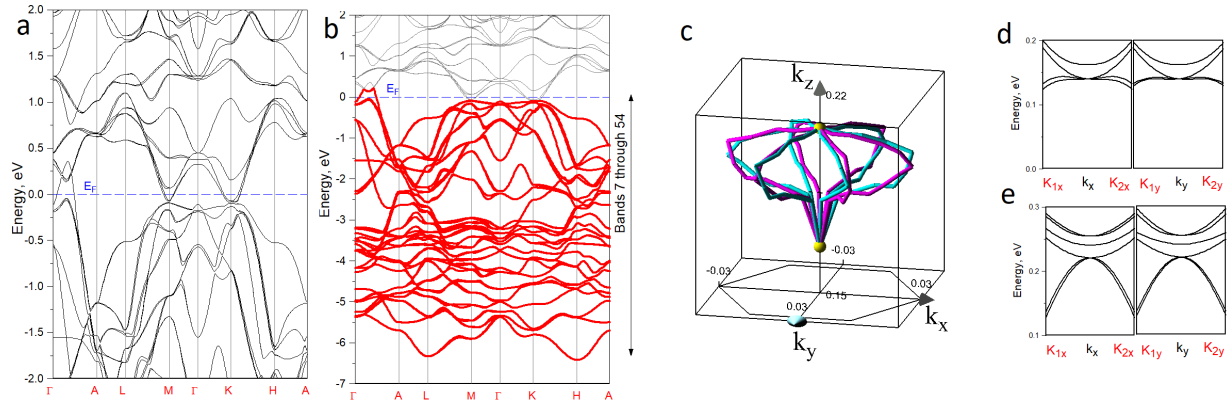 a
Energy, eV
2.0
1.5
1.0
0.5
0.0
-0.5
-1.0
-1.5
-2.0
E_F
Γ A L M Γ K H A
b
Energy, eV
2
1
0
-1
-2
-3
-4
-5
-6
-7
E_F
Γ A L M Γ K H A
Bands 7 through 54
c
k_z
0.22
-0.03
-0.03
0.15
0.03
0.03
k_x
k_y
d
Energy, eV
0.2
0.1
0.0
K_1x k_x K_2x K_1y k_y K_2y
e
Energy, eV
0.3
0.2
0.1
K_1x k_x K_2x K_1y k_y K_2y